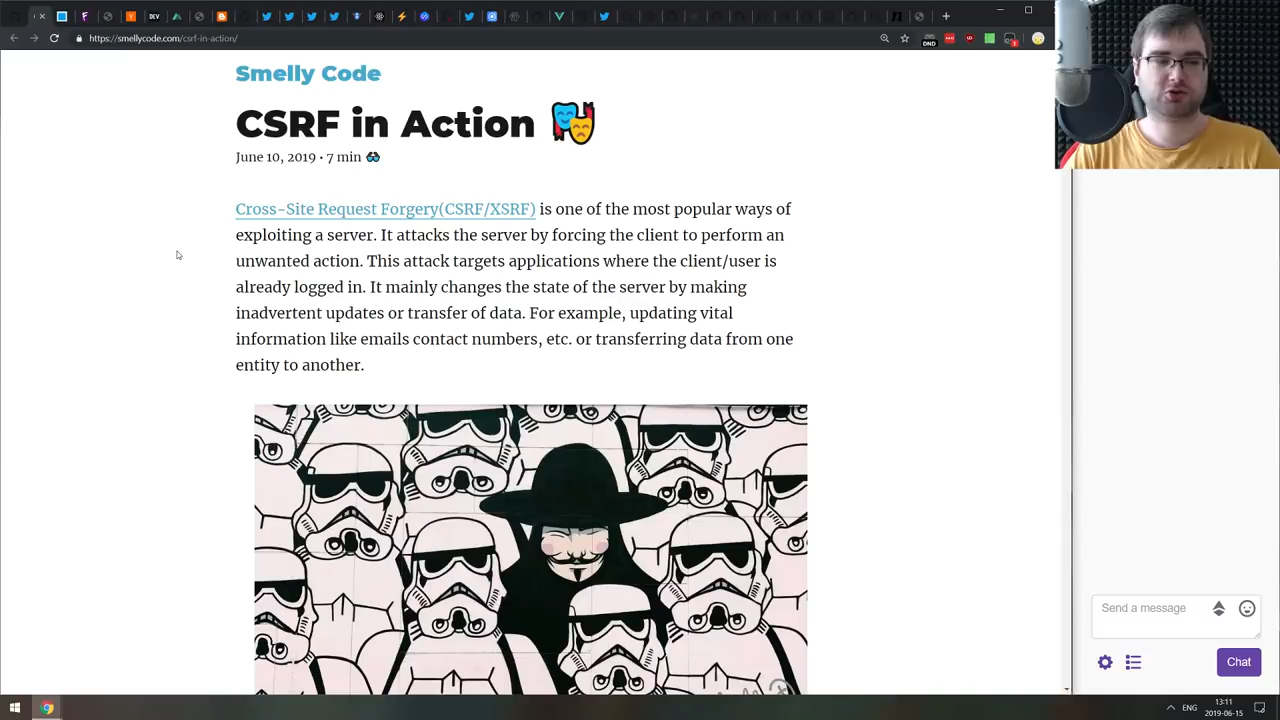 DEV
https://smellycode.com/csrf-in-action/
DND
1
Smelly Code
CSRF in Action
June 10, 2019 • 7 min
Cross-Site Request Forgery(CSRF/XSRF) is one of the most popular ways of
exploiting a server. It attacks the server by forcing the client to perform an
unwanted action. This attack targets applications where the client/user is
already logged in. It mainly changes the state of the server by making
inadvertent updates or transfer of data. For example, updating vital
information like emails contact numbers, etc. or transferring data from one
entity to another.
Send a message
Chat
ENG
13:11
2019-06-15